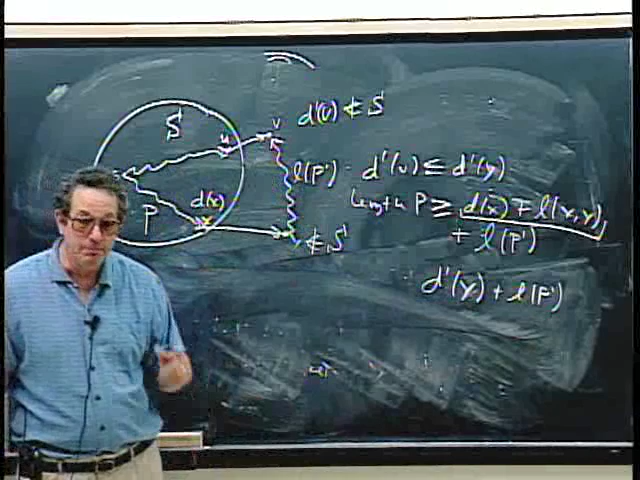 S
u
v
d'(v) ∉ S
l(P')
d'(v) ≤ d'(y)
P
d(x)
x
length P ≥ d(x) + l(x,y)
+ l(P')
y ∉ S
d'(y) + l(P')